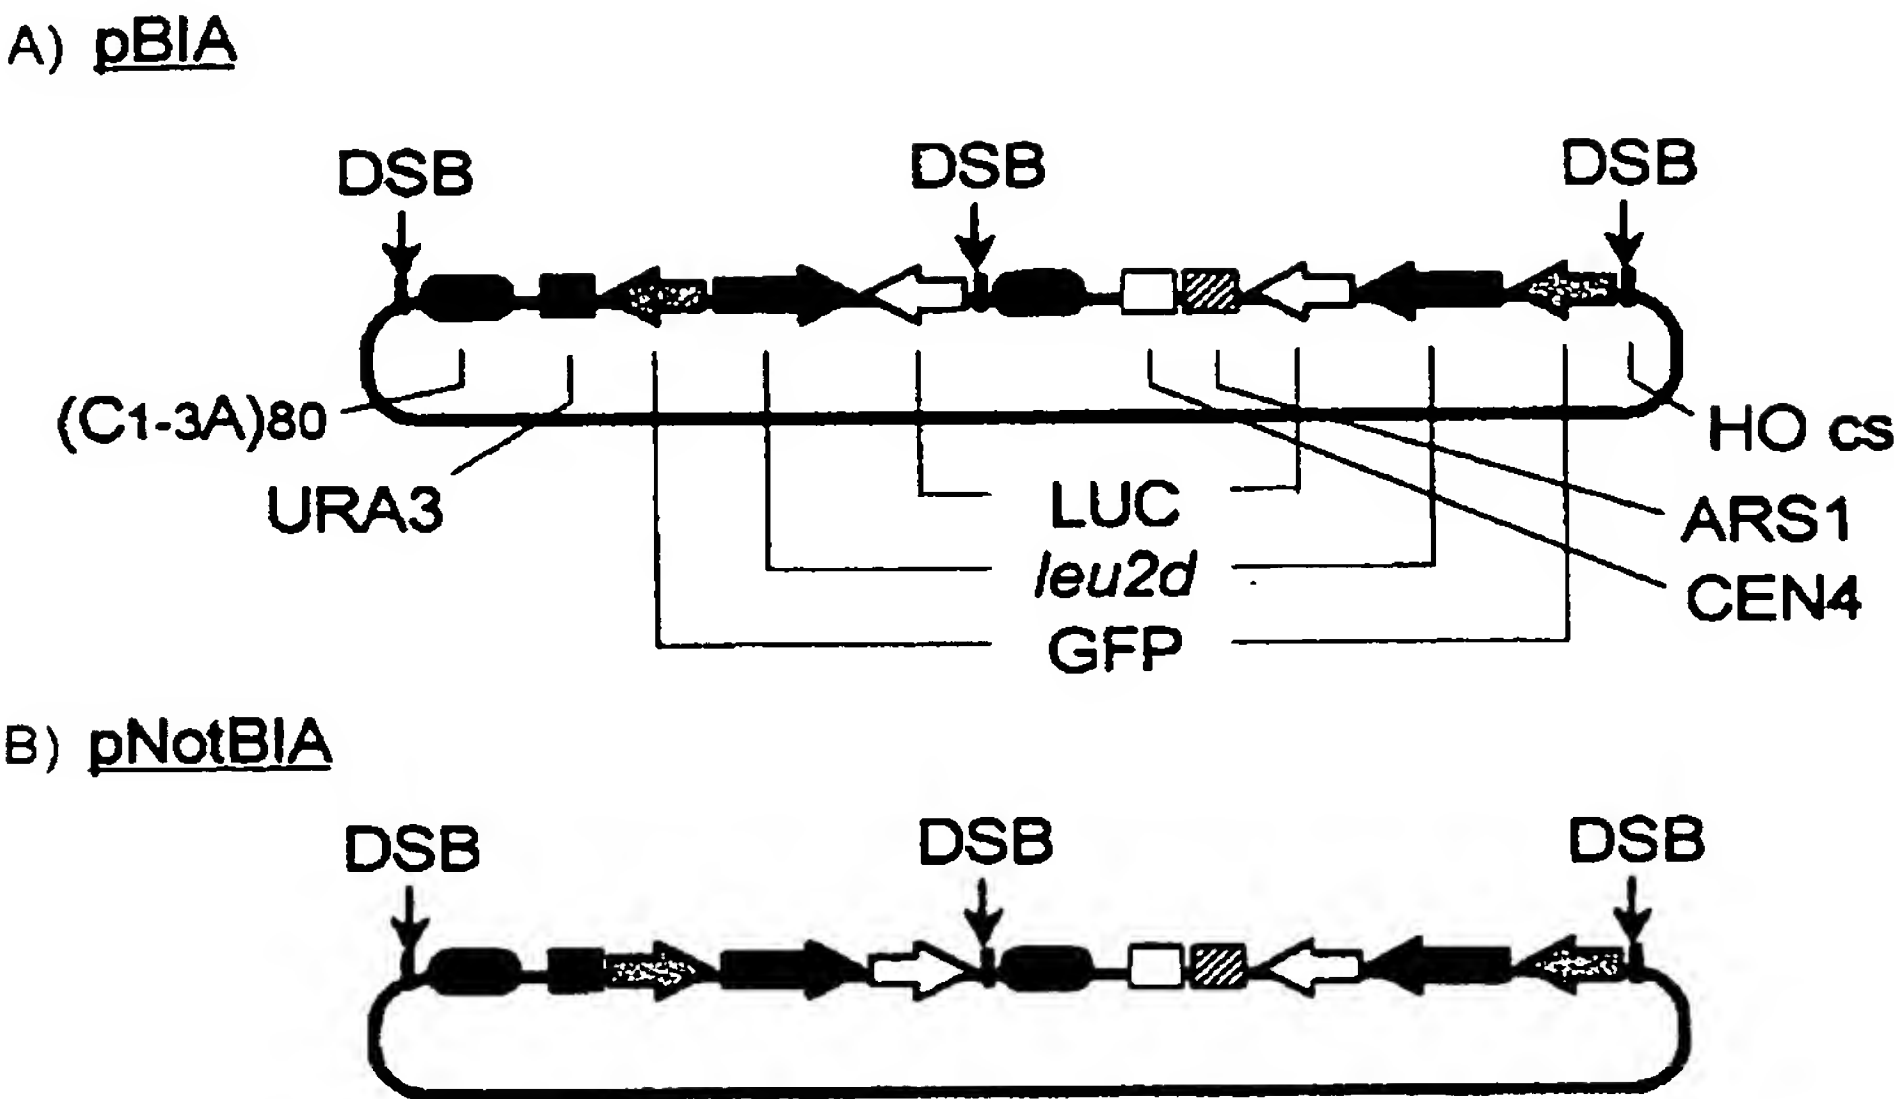 A) pBIA
DSB DSB DSB
(C1-3A)80
HO cs
URA3
LUC
ARS1
leu2d
CEN4
GFP
B) pNotBIA
DSB DSB DSB